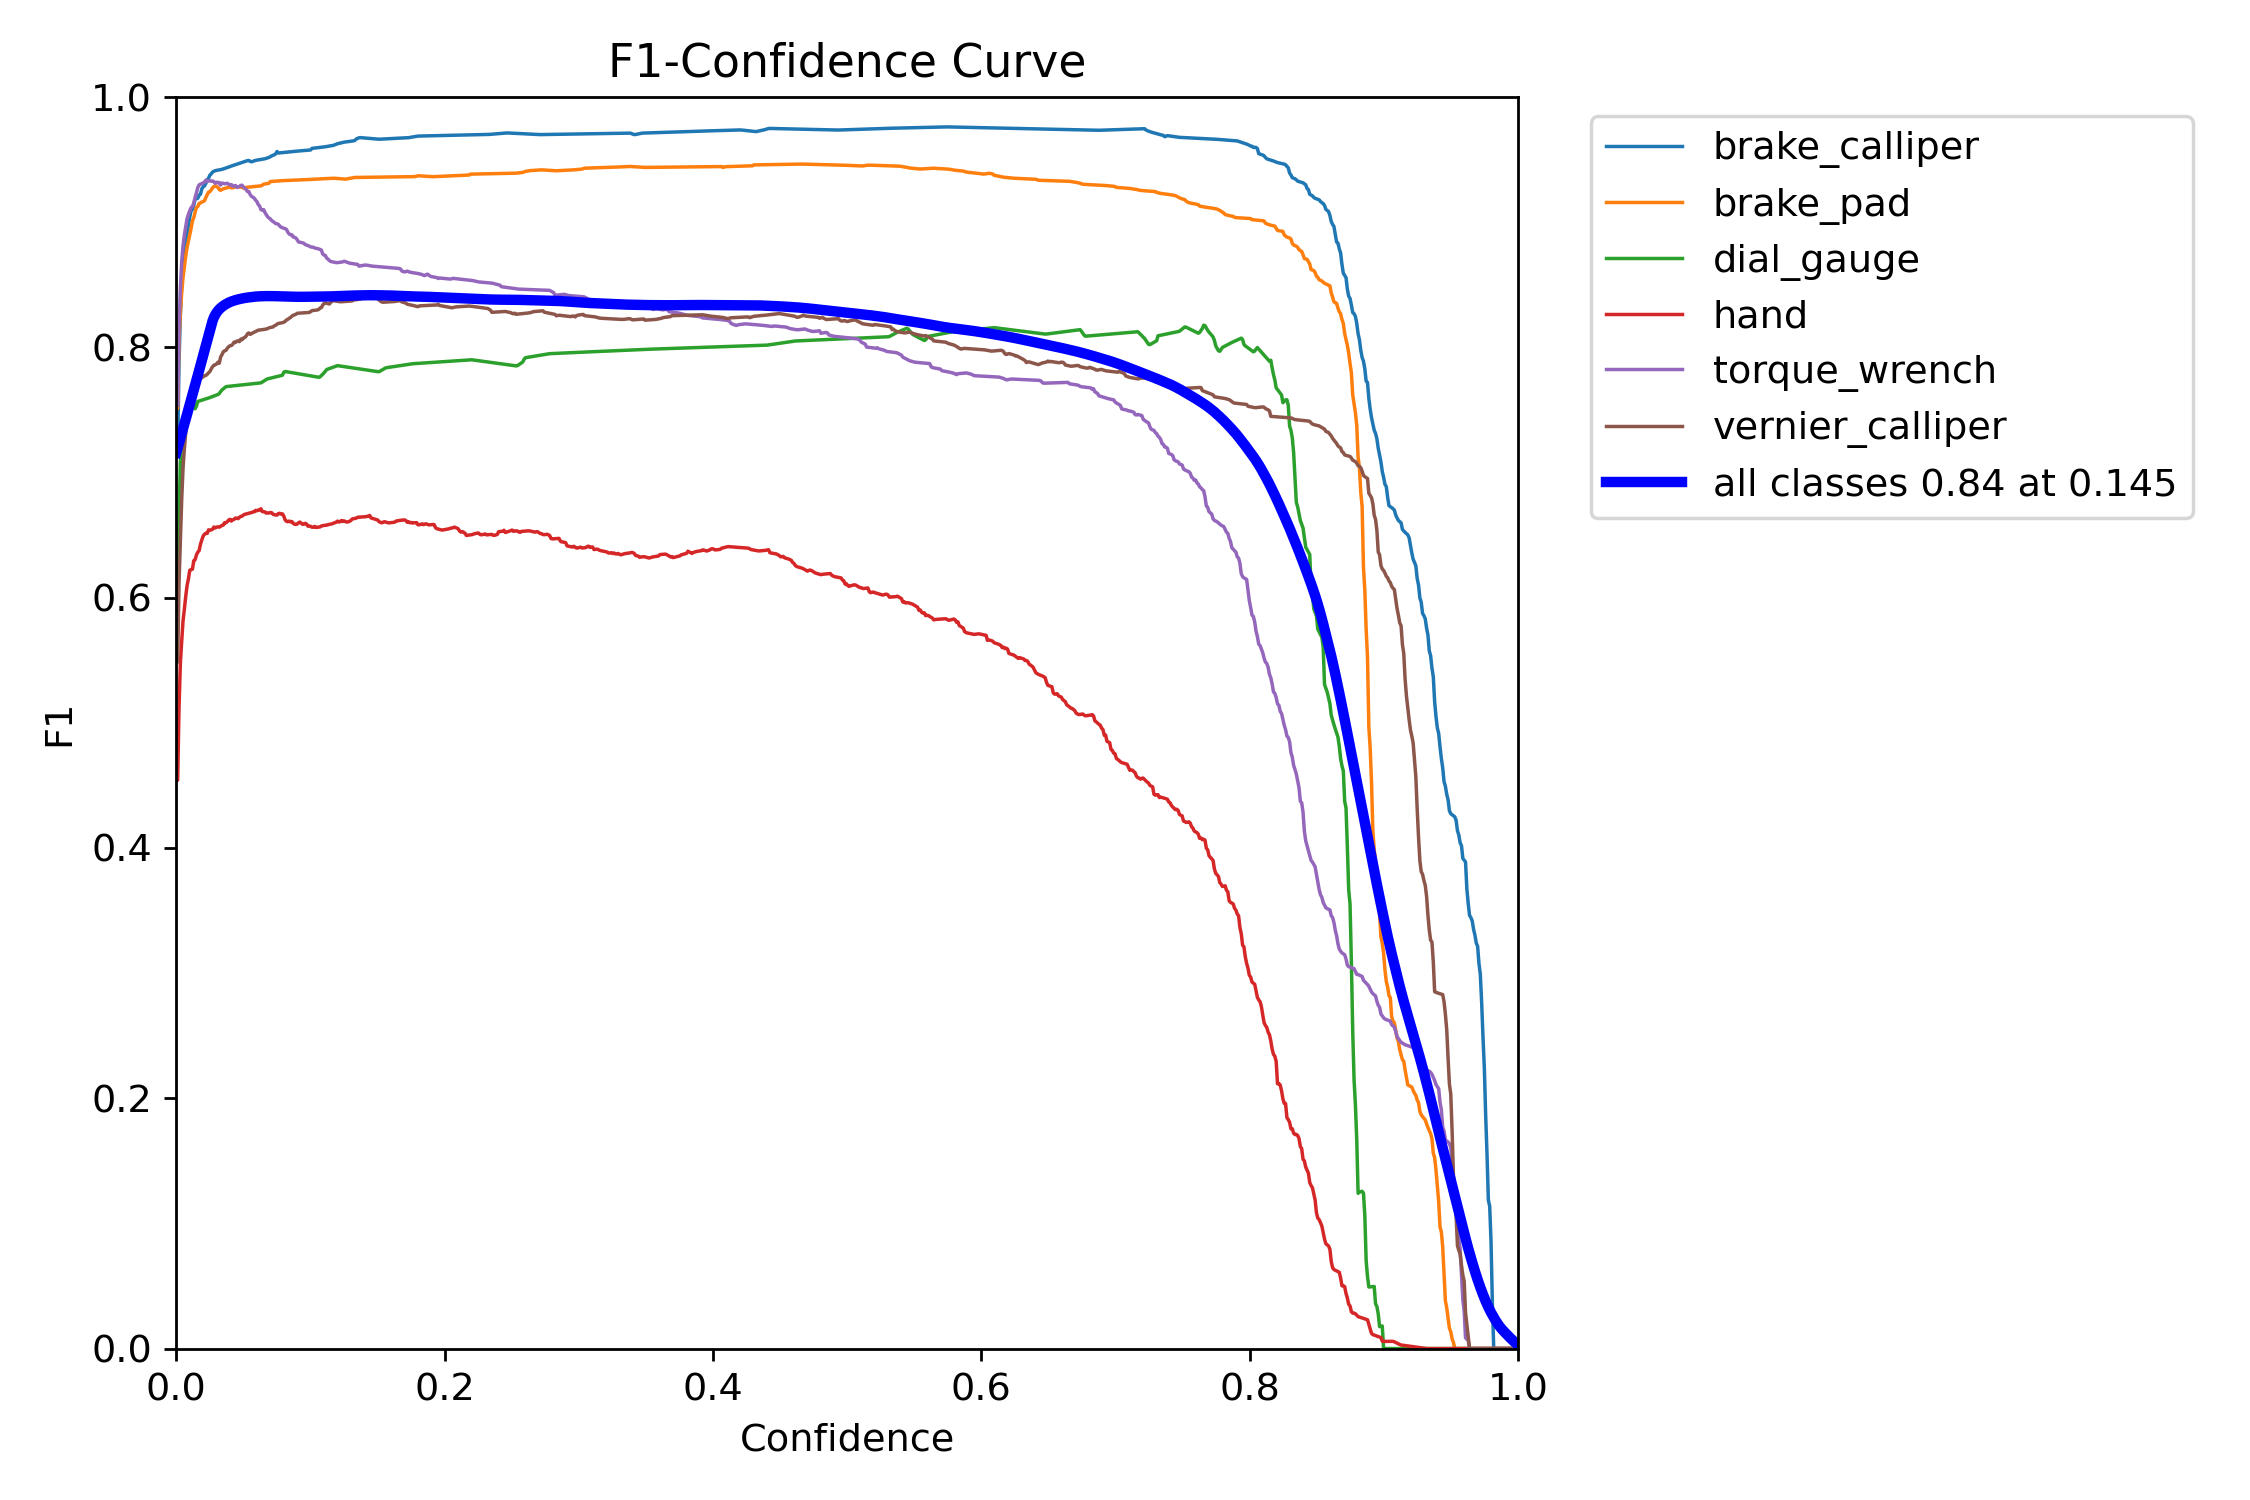 F1-Confidence Curve
1.0
0.8
0.6
0.4
0.2
0.0
F1
0.0 0.2 0.4 0.6 0.8 1.0
Confidence
brake_calliper
brake_pad
dial_gauge
hand
torque_wrench
vernier_calliper
all classes 0.84 at 0.145